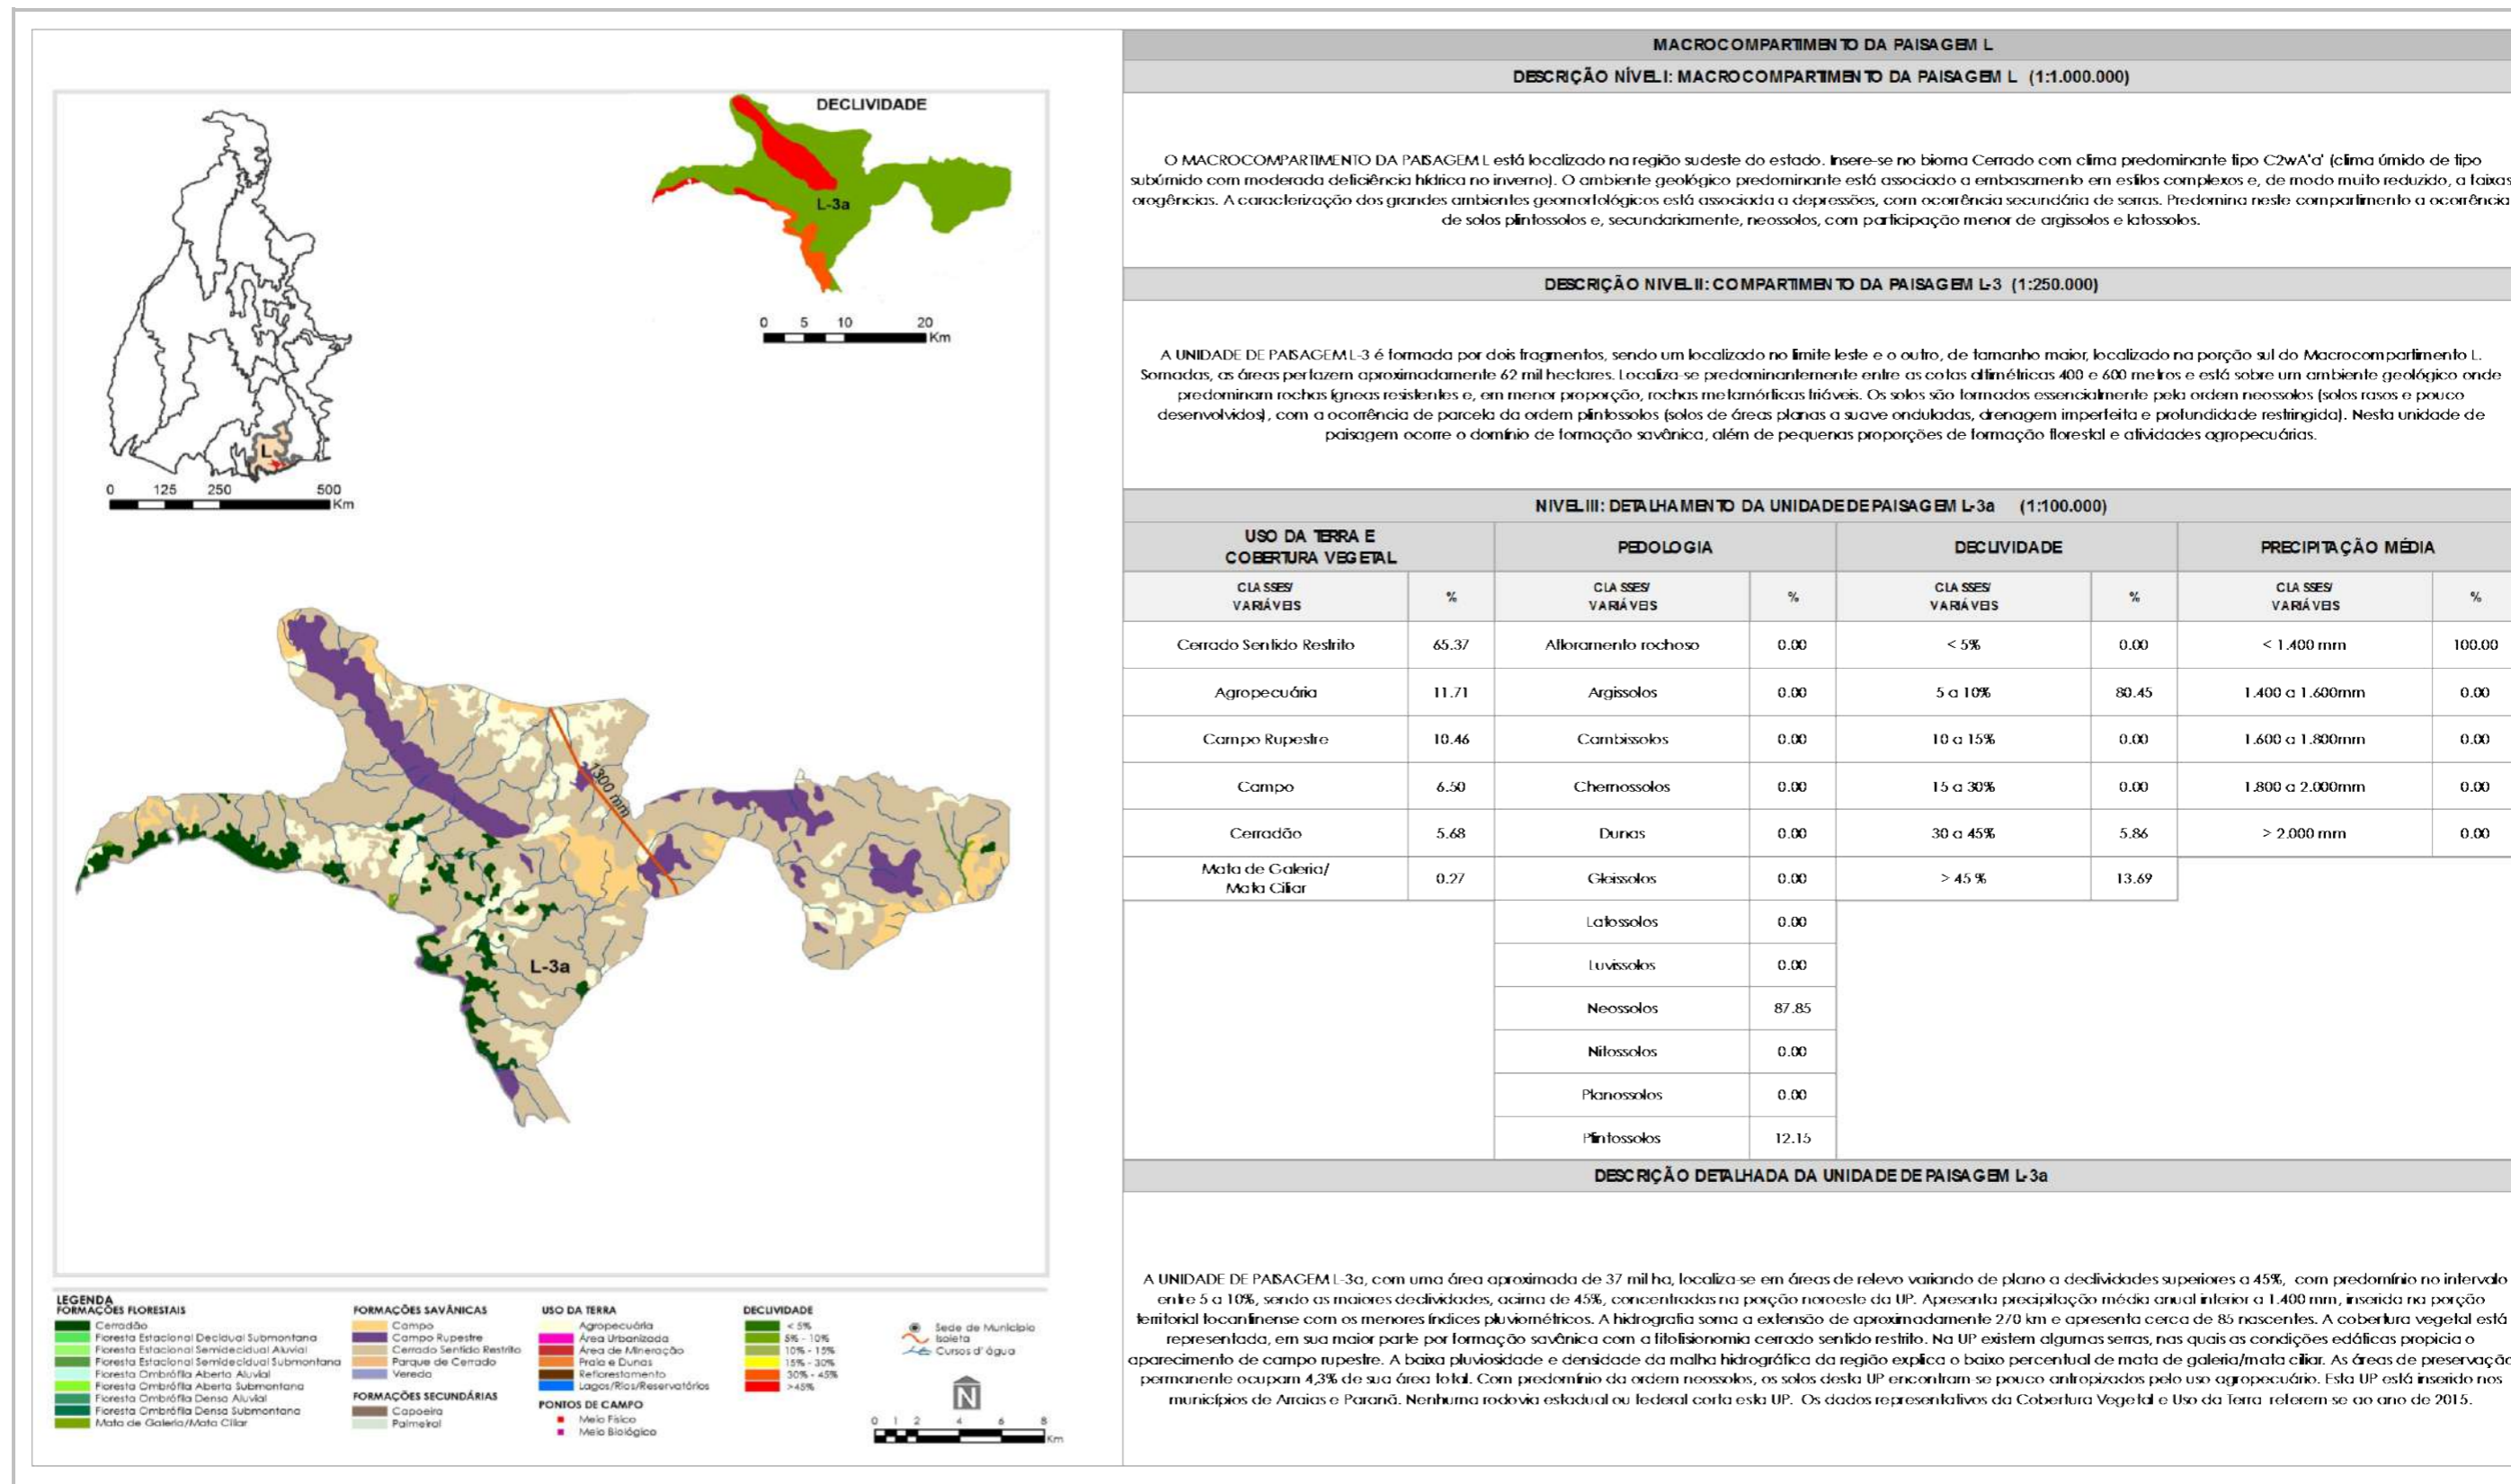 DECLIVIDADE
L-3a
0 5 10 20
Km
L
0 125 250 500
Km
1300 mm
L-3a
LEGENDA
FORMAÇÕES FLORESTAIS
Cerradão
Floresta Estacional Decidual Submontana
Floresta Estacional Semidecidual Aluvial
Floresta Estacional Semidecidual Submontana
Floresta Ombrófila Aberta Aluvial
Floresta Ombrófila Aberta Submontana
Floresta Ombrófila Densa Aluvial
Floresta Ombrófila Densa Submontana
Mata de Galeria/Mata Ciliar
FORMAÇÕES SAVÂNICAS
Campo
Campo Rupestre
Cerrado Sentido Restrito
Parque de Cerrado
Vereda
FORMAÇÕES SECUNDÁRIAS
Capoeira
Palmeiral
USO DA TERRA
Agropecuária
Área Urbanizada
Área de Mineração
Praia e Dunas
Reflorestamento
Lagos/Rios/Reservatórios
PONTOS DE CAMPO
Meio Físico
Meio Biológico
DECLIVIDADE
< 5%
5% - 10%
10% - 15%
15% - 30%
30% - 45%
>45%
Sede de Município
Isoieta
Cursos d' água
N
0 1 2 4 6 8
Km
MACROCOMPARTIMENTO DA PAISAGEM L
DESCRIÇÃO NÍVEL I: MACROCOMPARTIMENTO DA PAISAGEM L (1:1.000.000)
O MACROCOMPARTIMENTO DA PAISAGEM L está localizado na região sudeste do estado. Insere-se no bioma Cerrado com clima predominante tipo C2wA'a' (clima úmido de tipo
subúmido com moderada deficiência hídrica no inverno). O ambiente geológico predominante está associado a embasamento em estilos complexos e, de modo muito reduzido, a faixas
orogências. A caracterização dos grandes ambientes geomorfológicos está associada a depressões, com ocorrência secundária de serras. Predomina neste compartimento a ocorrência
de solos plintossolos e, secundariamente, neossolos, com participação menor de argissolos e latossolos.
DESCRIÇÃO NIVEL II: COMPARTIMENTO DA PAISAGEM L-3 (1:250.000)
A UNIDADE DE PAISAGEM L-3 é formada por dois fragmentos, sendo um localizado no limite leste e o outro, de tamanho maior, localizado na porção sul do Macrocompartimento L.
Somadas, as áreas perfazem aproximadamente 62 mil hectares. Localiza-se predominantemente entre as cotas altimétricas 400 e 600 metros e está sobre um ambiente geológico onde
predominam rochas ígneas resistentes e, em menor proporção, rochas metamórficas friáveis. Os solos são formados essencialmente pela ordem neossolos (solos rasos e pouco
desenvolvidos), com a ocorrência de parcela da ordem plintossolos (solos de áreas planas a suave onduladas, drenagem imperfeita e profundidade restringida). Nesta unidade de
paisagem ocorre o domínio de formação savânica, além de pequenas proporções de formação florestal e atividades agropecuárias.
NIVEL III: DETALHAMENTO DA UNIDADE DE PAISAGEM L-3a (1:100.000)
USO DA TERRA E COBERTURA VEGETAL PEDOLOGIA DECLIVIDADE PRECIPITAÇÃO MÉDIA
CLASSES/ VARIÁVEIS % CLASSES/ VARIÁVEIS % CLASSES/ VARIÁVEIS % CLASSES/ VARIÁVEIS %
Cerrado Sentido Restrito 65.37 Afloramento rochoso 0.00 < 5% 0.00 < 1.400 mm 100.00
Agropecuária 11.71 Argissolos 0.00 5 a 10% 80.45 1.400 a 1.600mm 0.00
Campo Rupestre 10.46 Cambissolos 0.00 10 a 15% 0.00 1.600 a 1.800mm 0.00
Campo 6.50 Chernossolos 0.00 15 a 30% 0.00 1.800 a 2.000mm 0.00
Cerradão 5.68 Dunas 0.00 30 a 45% 5.86 > 2.000 mm 0.00
Mata de Galeria/ Mata Ciliar 0.27 Gleissolos 0.00 > 45 % 13.69
Latossolos 0.00
Luvissolos 0.00
Neossolos 87.85
Nitossolos 0.00
Planossolos 0.00
Plintossolos 12.15
DESCRIÇÃO DETALHADA DA UNIDADE DE PAISAGEM L-3a
A UNIDADE DE PAISAGEM L-3a, com uma área aproximada de 37 mil ha, localiza-se em áreas de relevo variando de plano a declividades superiores a 45%, com predomínio no intervalo
entre 5 a 10%, sendo as maiores declividades, acima de 45%, concentradas na porção noroeste da UP. Apresenta precipitação média anual inferior a 1.400 mm, inserida na porção
territorial tocantinense com os menores índices pluviométricos. A hidrografia soma a extensão de aproximadamente 270 km e apresenta cerca de 85 nascentes. A cobertura vegetal está
representada, em sua maior parte por formação savânica com a fitofisionomia cerrado sentido restrito. Na UP existem algumas serras, nas quais as condições edáficas propicia o
aparecimento de campo rupestre. A baixa pluviosidade e densidade da malha hidrográfica da região explica o baixo percentual de mata de galeria/mata ciliar. As áreas de preservação
permanente ocupam 4,3% de sua área total. Com predomínio da ordem neossolos, os solos desta UP encontram-se pouco antropizados pelo uso agropecuário. Esta UP está inserido nos
municípios de Arraias e Paranã. Nenhuma rodovia estadual ou federal corta esta UP. Os dados representativos da Cobertura Vegetal e Uso da Terra referem se ao ano de 2015.